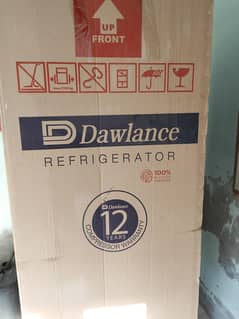 UP
FRONT
Dawlance
REFRIGERATOR
100%
Dawlance
12
YEARS
COMPRESSOR WARRANTY